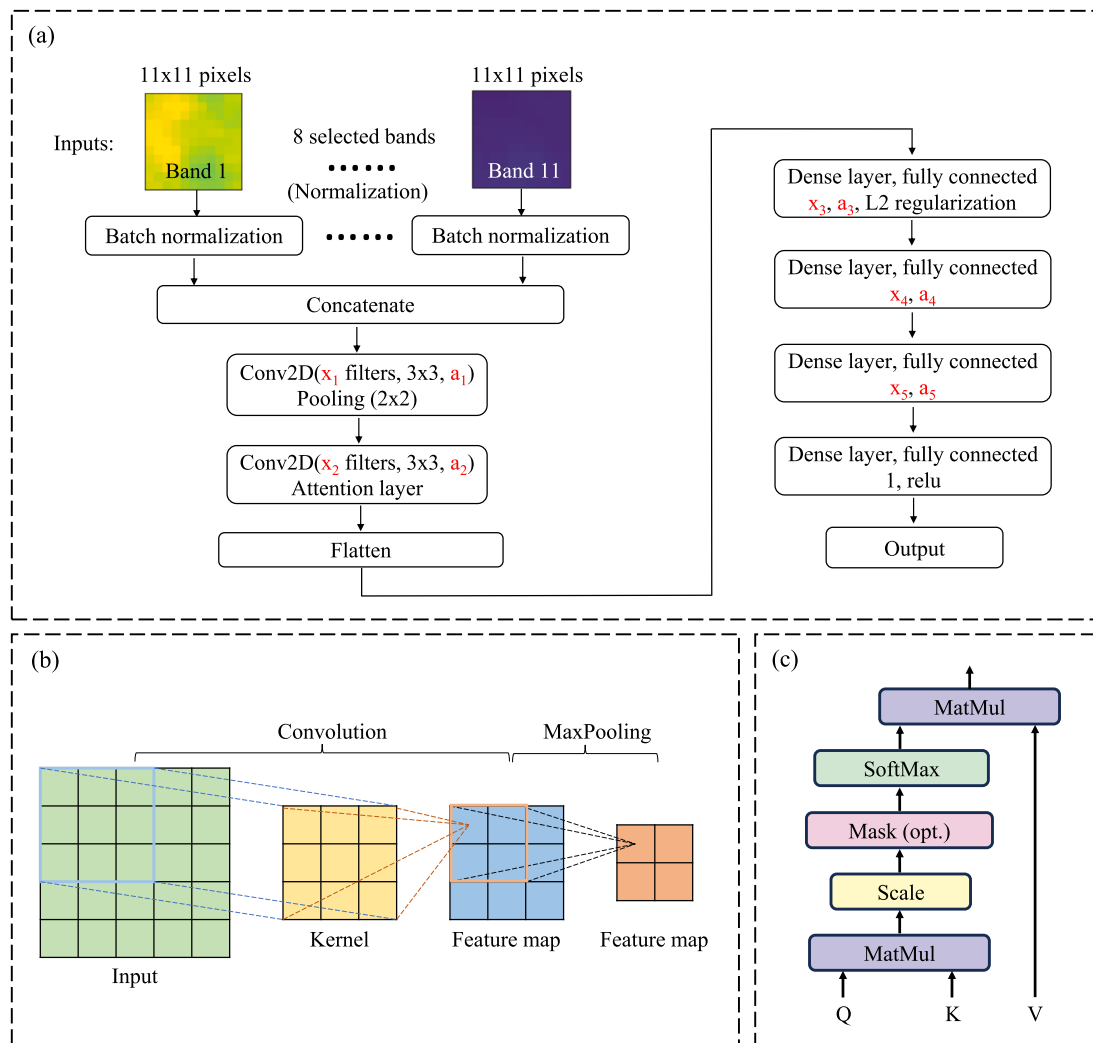 (a)
11x11 pixels
11x11 pixels
Inputs:
8 selected bands
(Normalization)
Band 1
Band 11
Batch normalization
Batch normalization
Concatenate
Conv2D(x₁ filters, 3x3, a₁)
Pooling (2x2)
Conv2D(x₂ filters, 3x3, a₂)
Attention layer
Flatten
Dense layer, fully connected
x₃, a₃, L2 regularization
Dense layer, fully connected
x₄, a₄
Dense layer, fully connected
x₅, a₅
Dense layer, fully connected
1, relu
Output
(b)
Convolution
MaxPooling
Input
Kernel
Feature map
Feature map
(c)
MatMul
SoftMax
Mask (opt.)
Scale
MatMul
Q
K
V